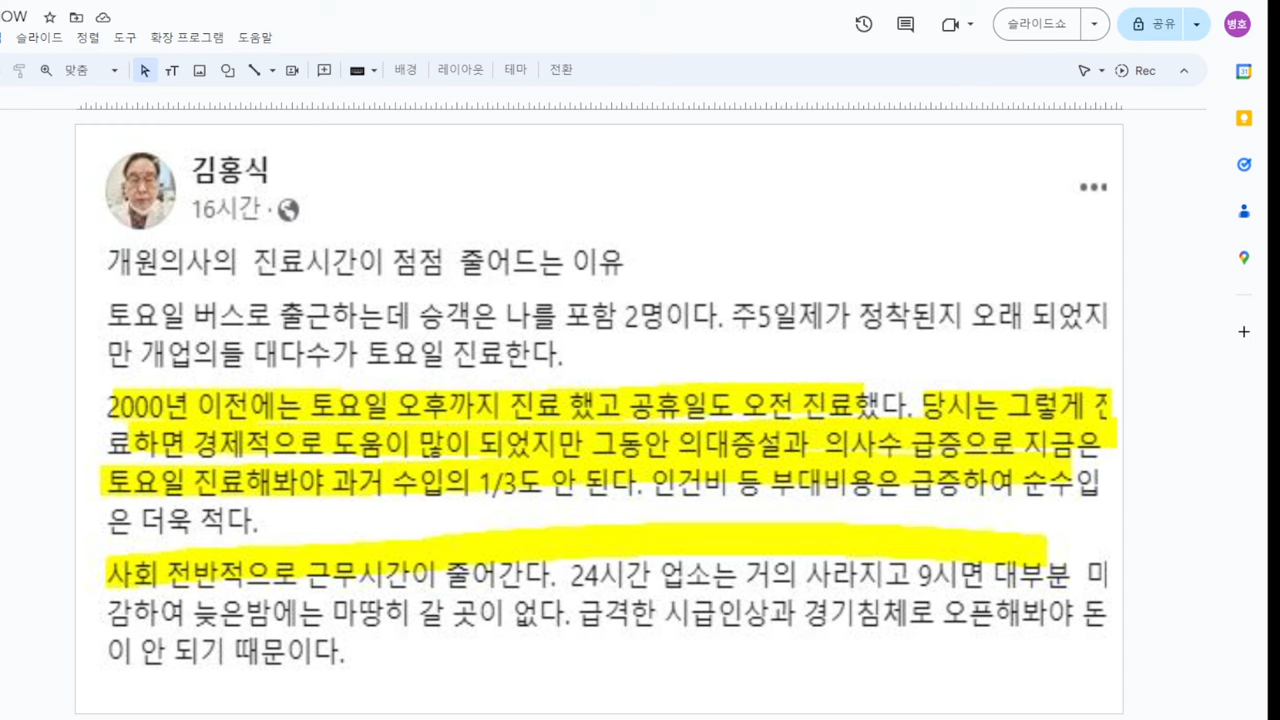 OW
슬라이드 정렬 도구 확장 프로그램 도움말
슬라이드쇼 공유 병호
맞춤 배경 레이아웃 테마 전환 Rec
31
김홍식
16시간 ·
개원의사의 진료시간이 점점 줄어드는 이유
토요일 버스로 출근하는데 승객은 나를 포함 2명이다. 주5일제가 정착된지 오래 되었지
만 개업의들 대다수가 토요일 진료한다.
2000년 이전에는 토요일 오후까지 진료 했고 공휴일도 오전 진료했다. 당시는 그렇게 진
료하면 경제적으로 도움이 많이 되었지만 그동안 의대증설과 의사수 급증으로 지금은
토요일 진료해봐야 과거 수입의 1/3도 안 된다. 인건비 등 부대비용은 급증하여 순수입
은 더욱 적다.
사회 전반적으로 근무시간이 줄어간다. 24시간 업소는 거의 사라지고 9시면 대부분 마
감하여 늦은밤에는 마땅히 갈 곳이 없다. 급격한 시급인상과 경기침체로 오픈해봐야 돈
이 안 되기 때문이다.